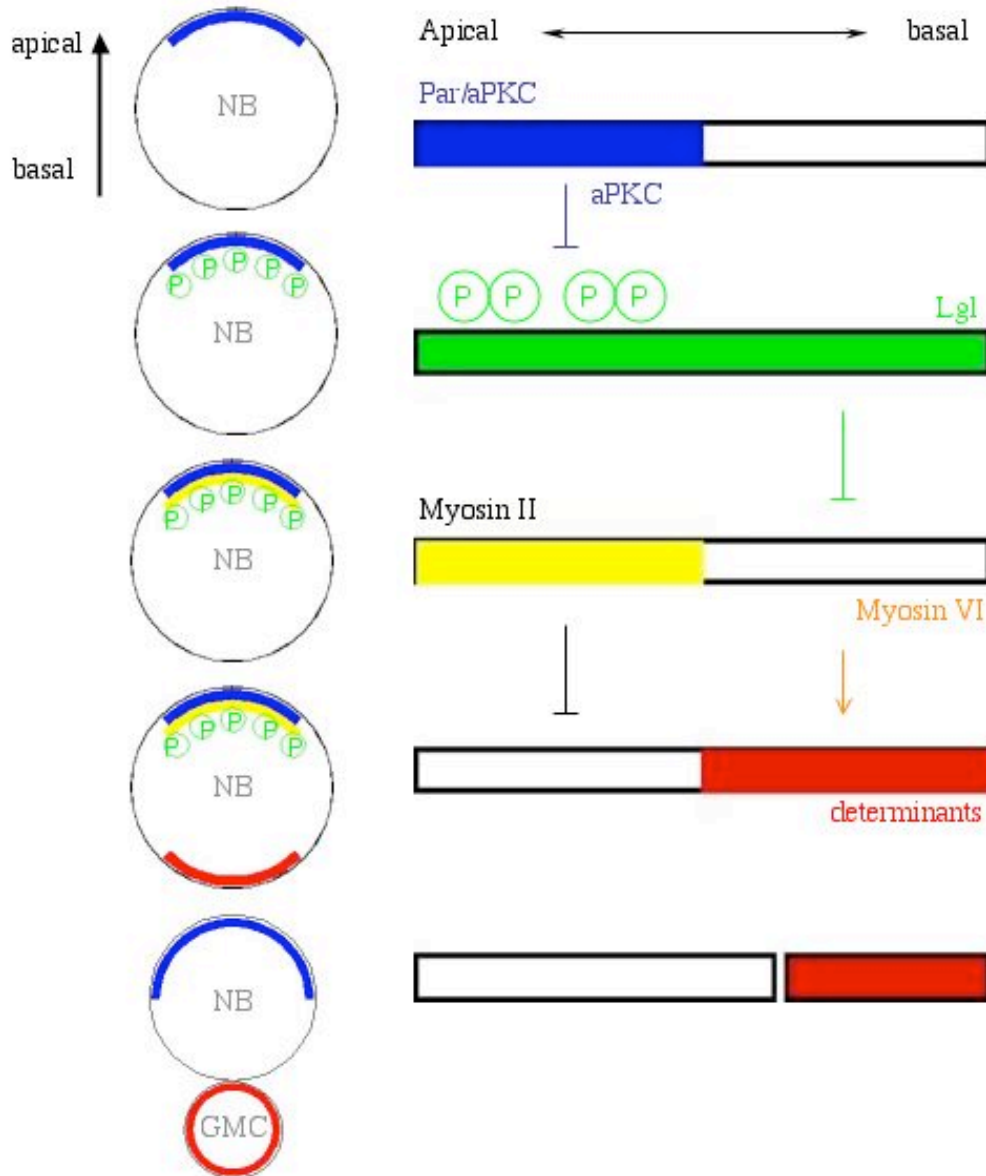 apical
basal
NB
Apical basal
Par/aPKC
aPKC
P P P P P
NB
P P P P
Lgl
P P P P P
NB
Myosin II
Myosin VI
P P P P P
NB
determinants
NB
GMC